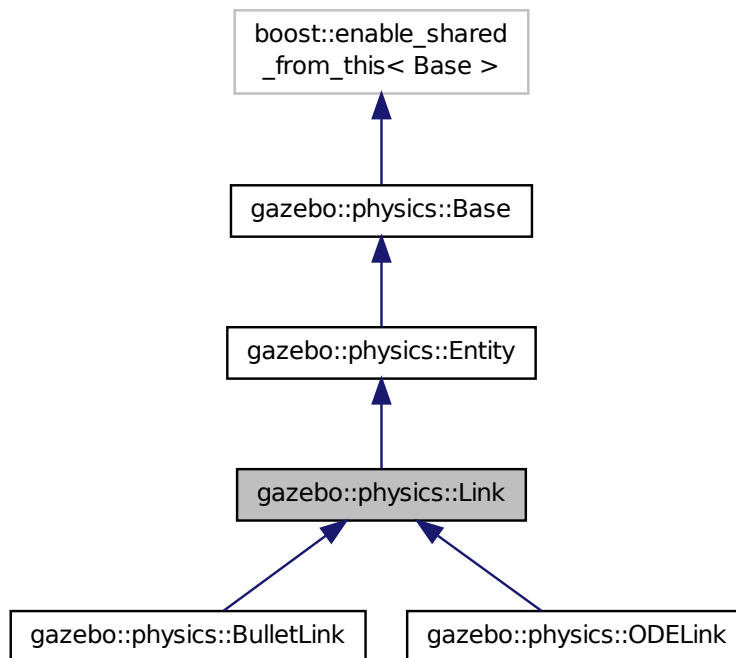 boost::enable_shared
_from_this< Base >
gazebo::physics::Base
gazebo::physics::Entity
gazebo::physics::Link
gazebo::physics::BulletLink
gazebo::physics::ODELink